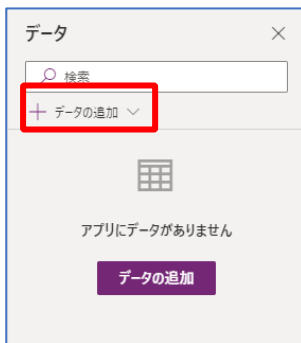 データ
検索
データの追加
アプリにデータがありません
データの追加